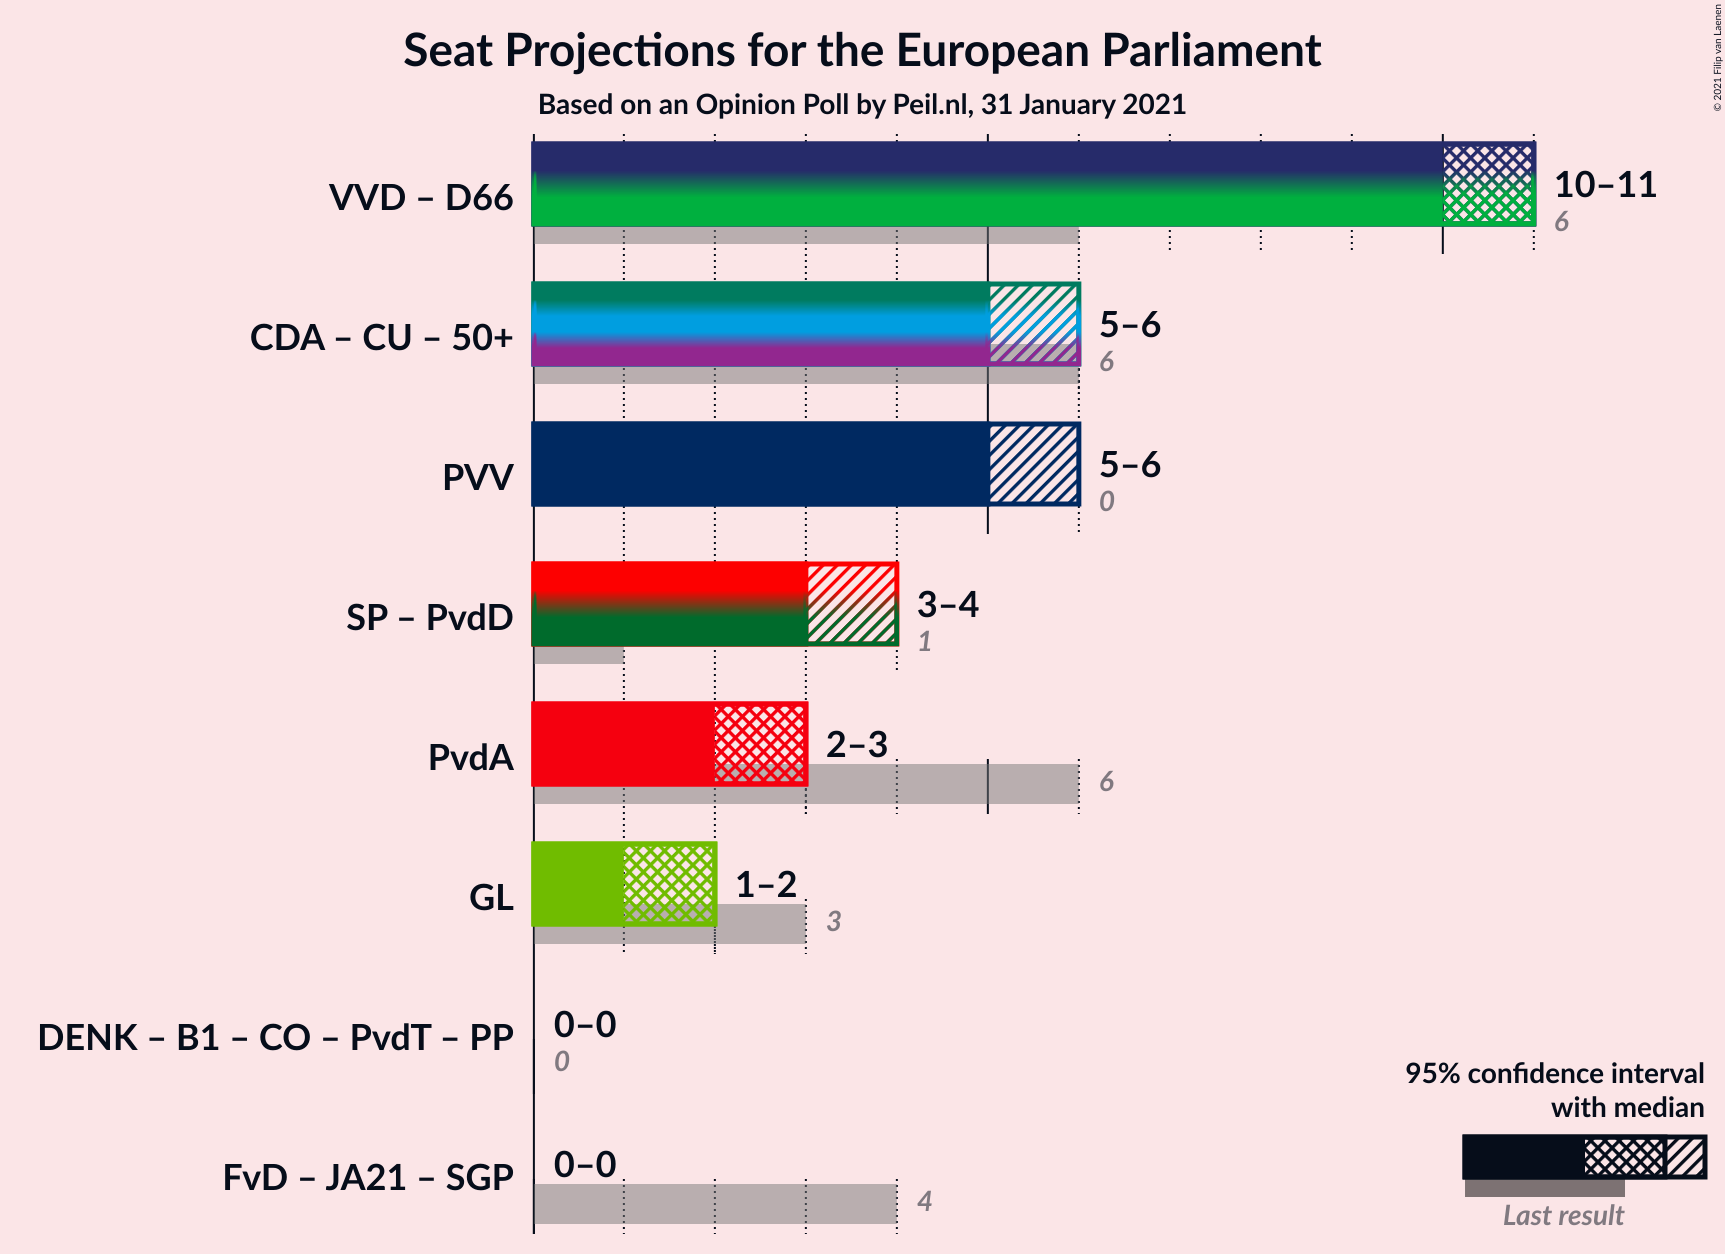 Seat Projections for the European Parliament
Based on an Opinion Poll by Peil.nl, 31 January 2021
© 2021 Filip van Laenen
VVD – D66
10–11
6
CDA – CU – 50+
5–6
6
PVV
5–6
0
SP – PvdD
3–4
1
PvdA
2–3
6
GL
1–2
3
DENK – B1 – CO – PvdT – PP
0–0
0
FvD – JA21 – SGP
0–0
4
95% confidence interval
with median
Last result